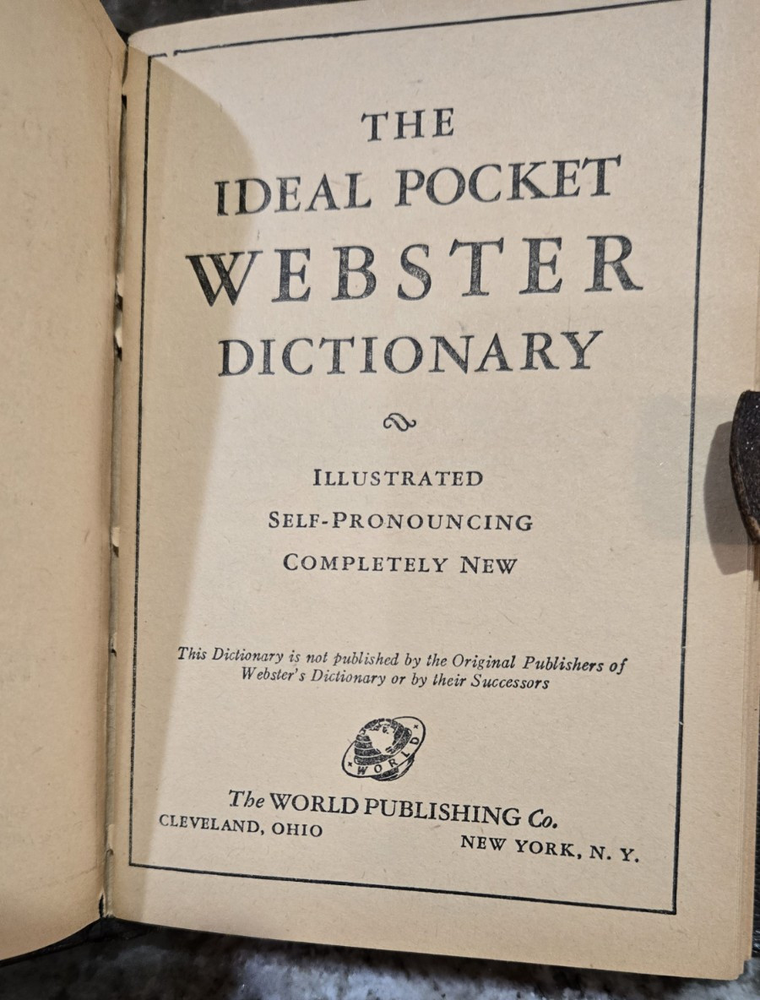 THE
IDEAL POCKET
WEBSTER
DICTIONARY
ILLUSTRATED
SELF-PRONOUNCING
COMPLETELY NEW
This Dictionary is not published by the Original Publishers of
Webster's Dictionary or by their Successors
WORLD
The WORLD PUBLISHING Co.
CLEVELAND, OHIO
NEW YORK, N. Y.